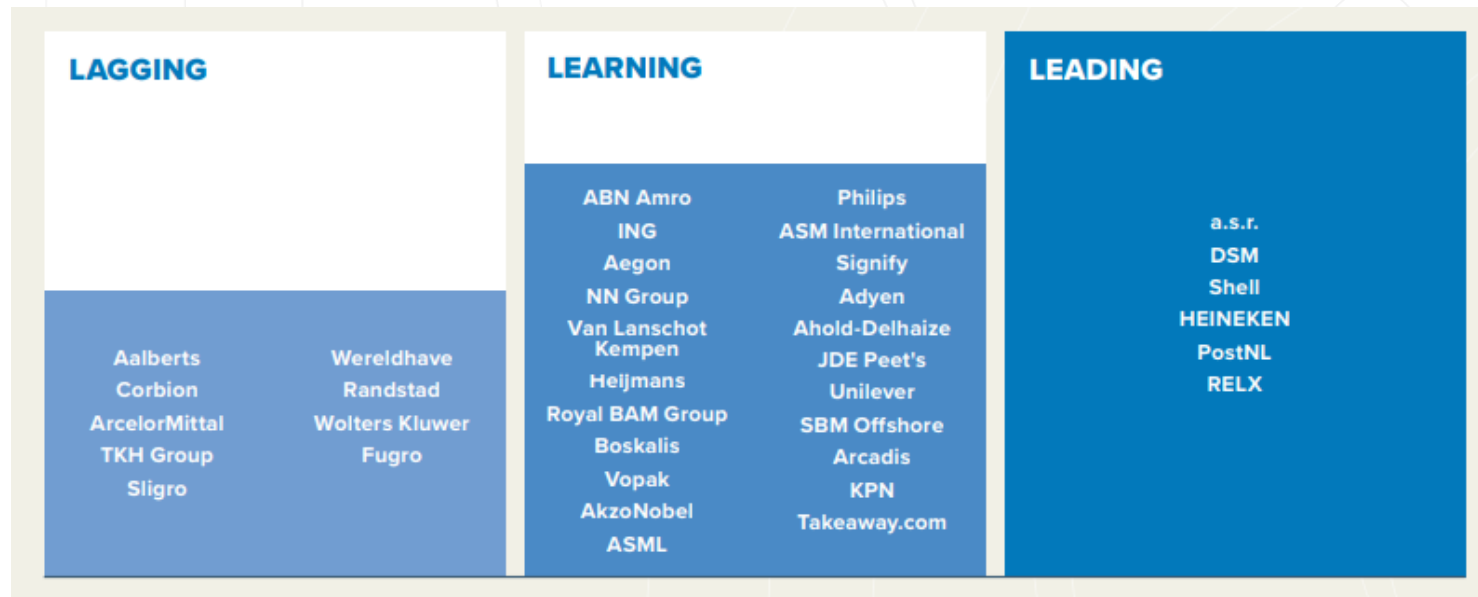 LAGGING
Aalberts
Corbion
ArcelorMittal
TKH Group
Sligro
Wereldhave
Randstad
Wolters Kluwer
Fugro
LEARNING
ABN Amro
ING
Aegon
NN Group
Van Lanschot
Kempen
Heijmans
Royal BAM Group
Boskalis
Vopak
AkzoNobel
ASML
Philips
ASM International
Signify
Adyen
Ahold-Delhaize
JDE Peet's
Unilever
SBM Offshore
Arcadis
KPN
Takeaway.com
LEADING
a.s.r.
DSM
Shell
HEINEKEN
PostNL
RELX